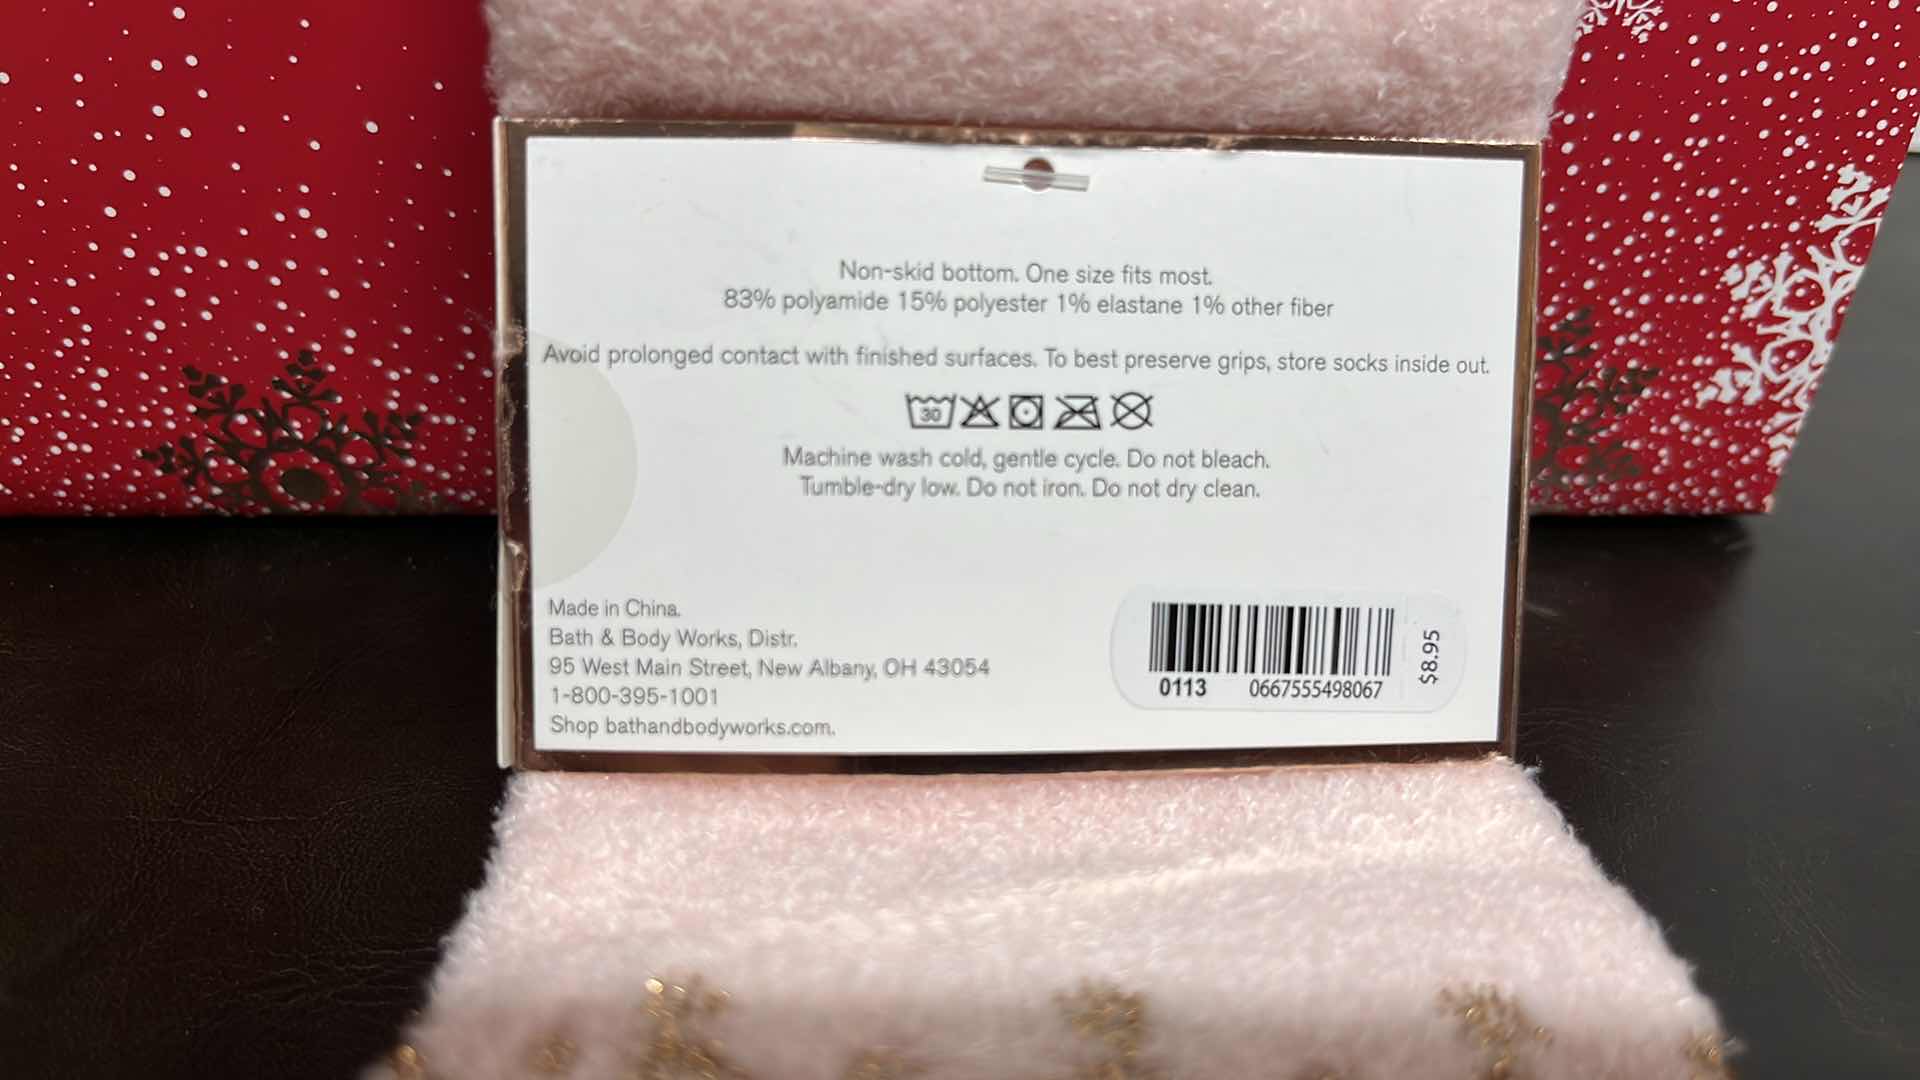 Non-skid bottom. One size fits most.
83% polyamide 15% polyester 1% elastane 1% other fiber
Avoid prolonged contact with finished surfaces. To best preserve grips, store socks inside out.
30
Machine wash cold, gentle cycle. Do not bleach.
Tumble-dry low. Do not iron. Do not dry clean.
Made in China.
Bath & Body Works, Distr.
95 West Main Street, New Albany, OH 43054
1-800-395-1001
Shop bathandbodyworks.com.
0113 0667555498067
$8.95